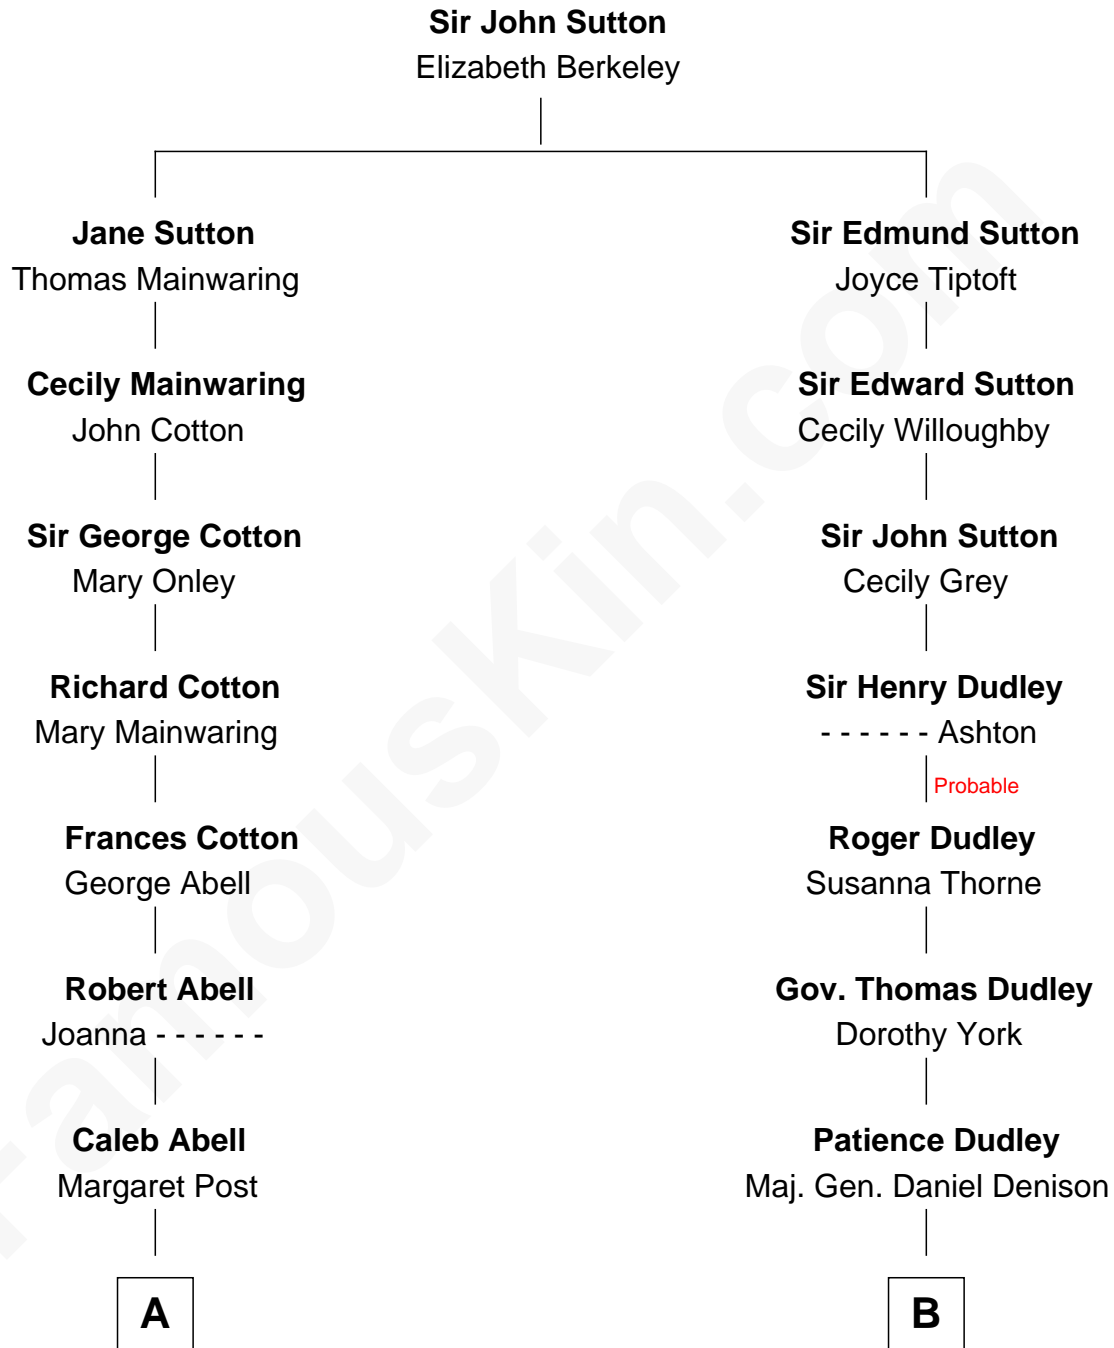 Sir John Sutton
Elizabeth Berkeley
Jane Sutton
Thomas Mainwaring
Cecily Mainwaring
John Cotton
Sir George Cotton
Mary Onley
Richard Cotton
Mary Mainwaring
Frances Cotton
George Abell
Robert Abell
Joanna - - - - - -
Caleb Abell
Margaret Post
A
Sir Edmund Sutton
Joyce Tiptoft
Sir Edward Sutton
Cecily Willoughby
Sir John Sutton
Cecily Grey
Sir Henry Dudley
- - - - - - Ashton
Probable
Roger Dudley
Susanna Thorne
Gov. Thomas Dudley
Dorothy York
Patience Dudley
Maj. Gen. Daniel Denison
B
FamousKin.com